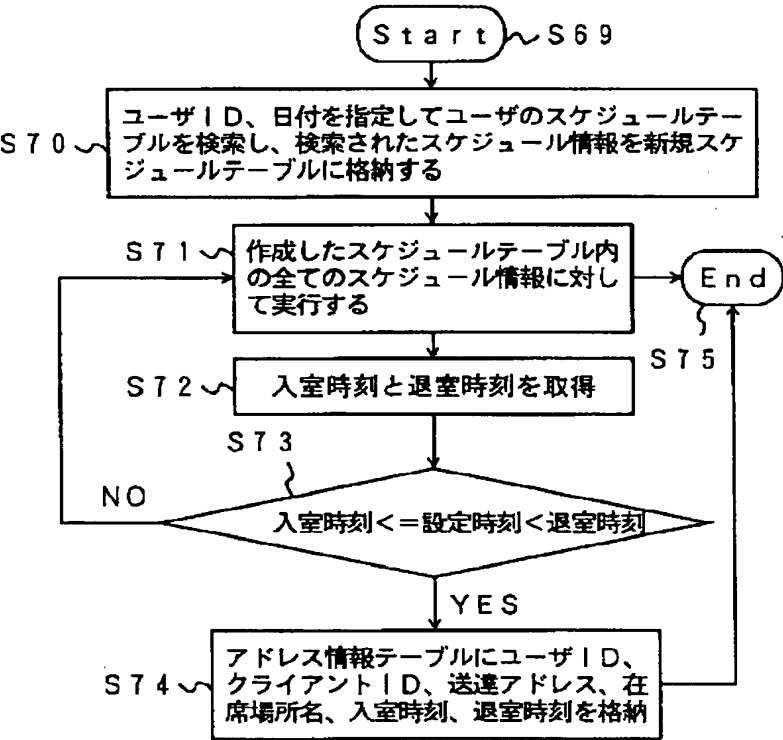 Start
S69
S70
ユーザID、日付を指定してユーザのスケジュールテー
ブルを検索し、検索されたスケジュール情報を新規スケ
ジュールテーブルに格納する
S71
作成したスケジュールテーブル内
の全てのスケジュール情報に対し
て実行する
End
S75
S72
入室時刻と退室時刻を取得
S73
NO
入室時刻<=設定時刻<退室時刻
YES
S74
アドレス情報テーブルにユーザID、
クライアントID、送達アドレス、在
席場所名、入室時刻、退室時刻を格納